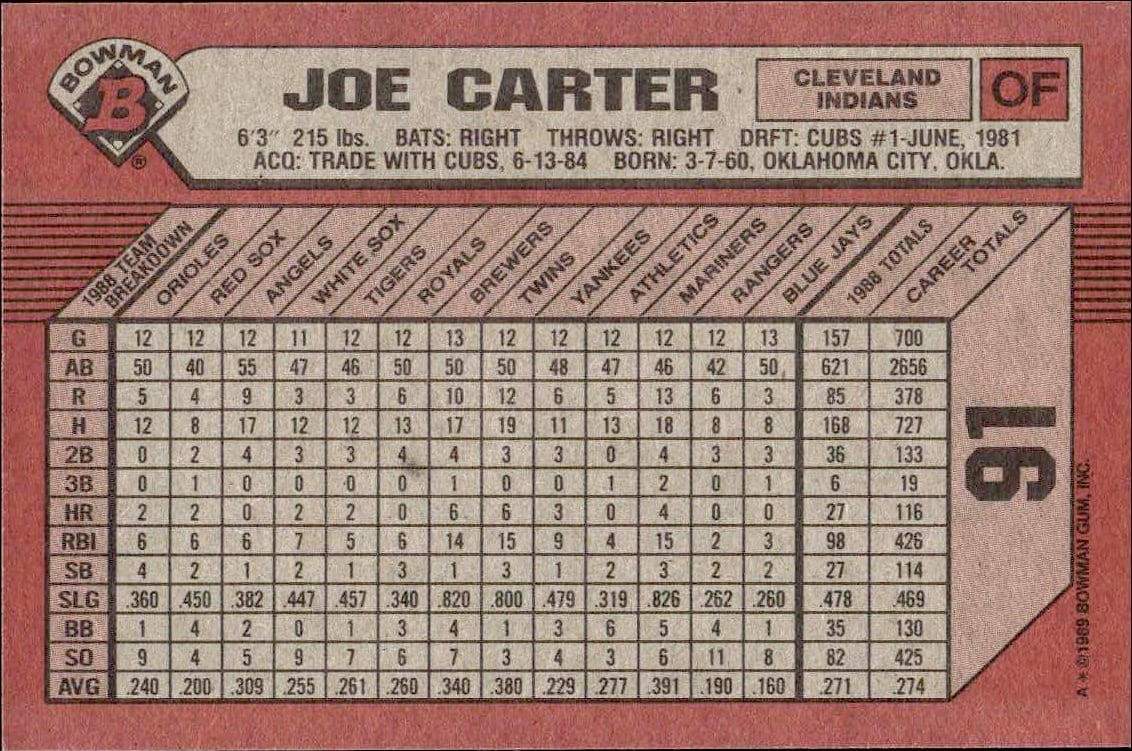 BOWMAN
B
®
JOE CARTER
CLEVELAND
INDIANS
OF
6'3" 215 lbs. BATS: RIGHT THROWS: RIGHT DRFT: CUBS #1-JUNE, 1981
ACQ: TRADE WITH CUBS, 6-13-84 BORN: 3-7-60, OKLAHOMA CITY, OKLA.
1988 TEAM BREAKDOWN ORIOLES RED SOX ANGELS WHITE SOX TIGERS ROYALS BREWERS TWINS YANKEES ATHLETICS MARINERS RANGERS BLUE JAYS 1988 TOTALS CAREER TOTALS
G 12 12 12 11 12 12 13 12 12 12 12 12 13 157 700
AB 50 40 55 47 46 50 50 50 48 47 46 42 50 621 2656
R 5 4 9 3 3 6 10 12 6 5 13 6 3 85 378
H 12 8 17 12 12 13 17 19 11 13 18 8 8 168 727
2B 0 2 4 3 3 4 4 3 3 0 4 3 3 36 133
3B 0 1 0 0 0 0 1 0 0 1 2 0 1 6 19
HR 2 2 0 2 2 0 6 6 3 0 4 0 0 27 116
RBI 6 6 6 7 5 6 14 15 9 4 15 2 3 98 426
SB 4 2 1 2 1 3 1 3 1 2 3 2 2 27 114
SLG .360 .450 .382 .447 .457 .340 .820 .800 .479 .319 .826 .262 .260 .478 .469
BB 1 4 2 0 1 3 4 1 3 6 5 4 1 35 130
SO 9 4 5 9 7 6 7 3 4 3 6 11 8 82 425
AVG .240 .200 .309 .255 .261 .260 .340 .380 .229 .277 .391 .190 .160 .271 .274
91
A * ©1989 BOWMAN GUM, INC.